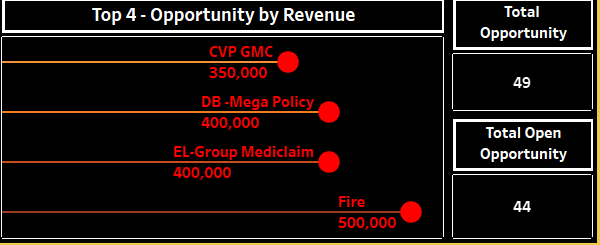 Top 4 - Opportunity by Revenue
CVP GMC
350,000
DB -Mega Policy
400,000
EL-Group Mediclaim
400,000
Fire
500,000
Total
Opportunity
49
Total Open
Opportunity
44